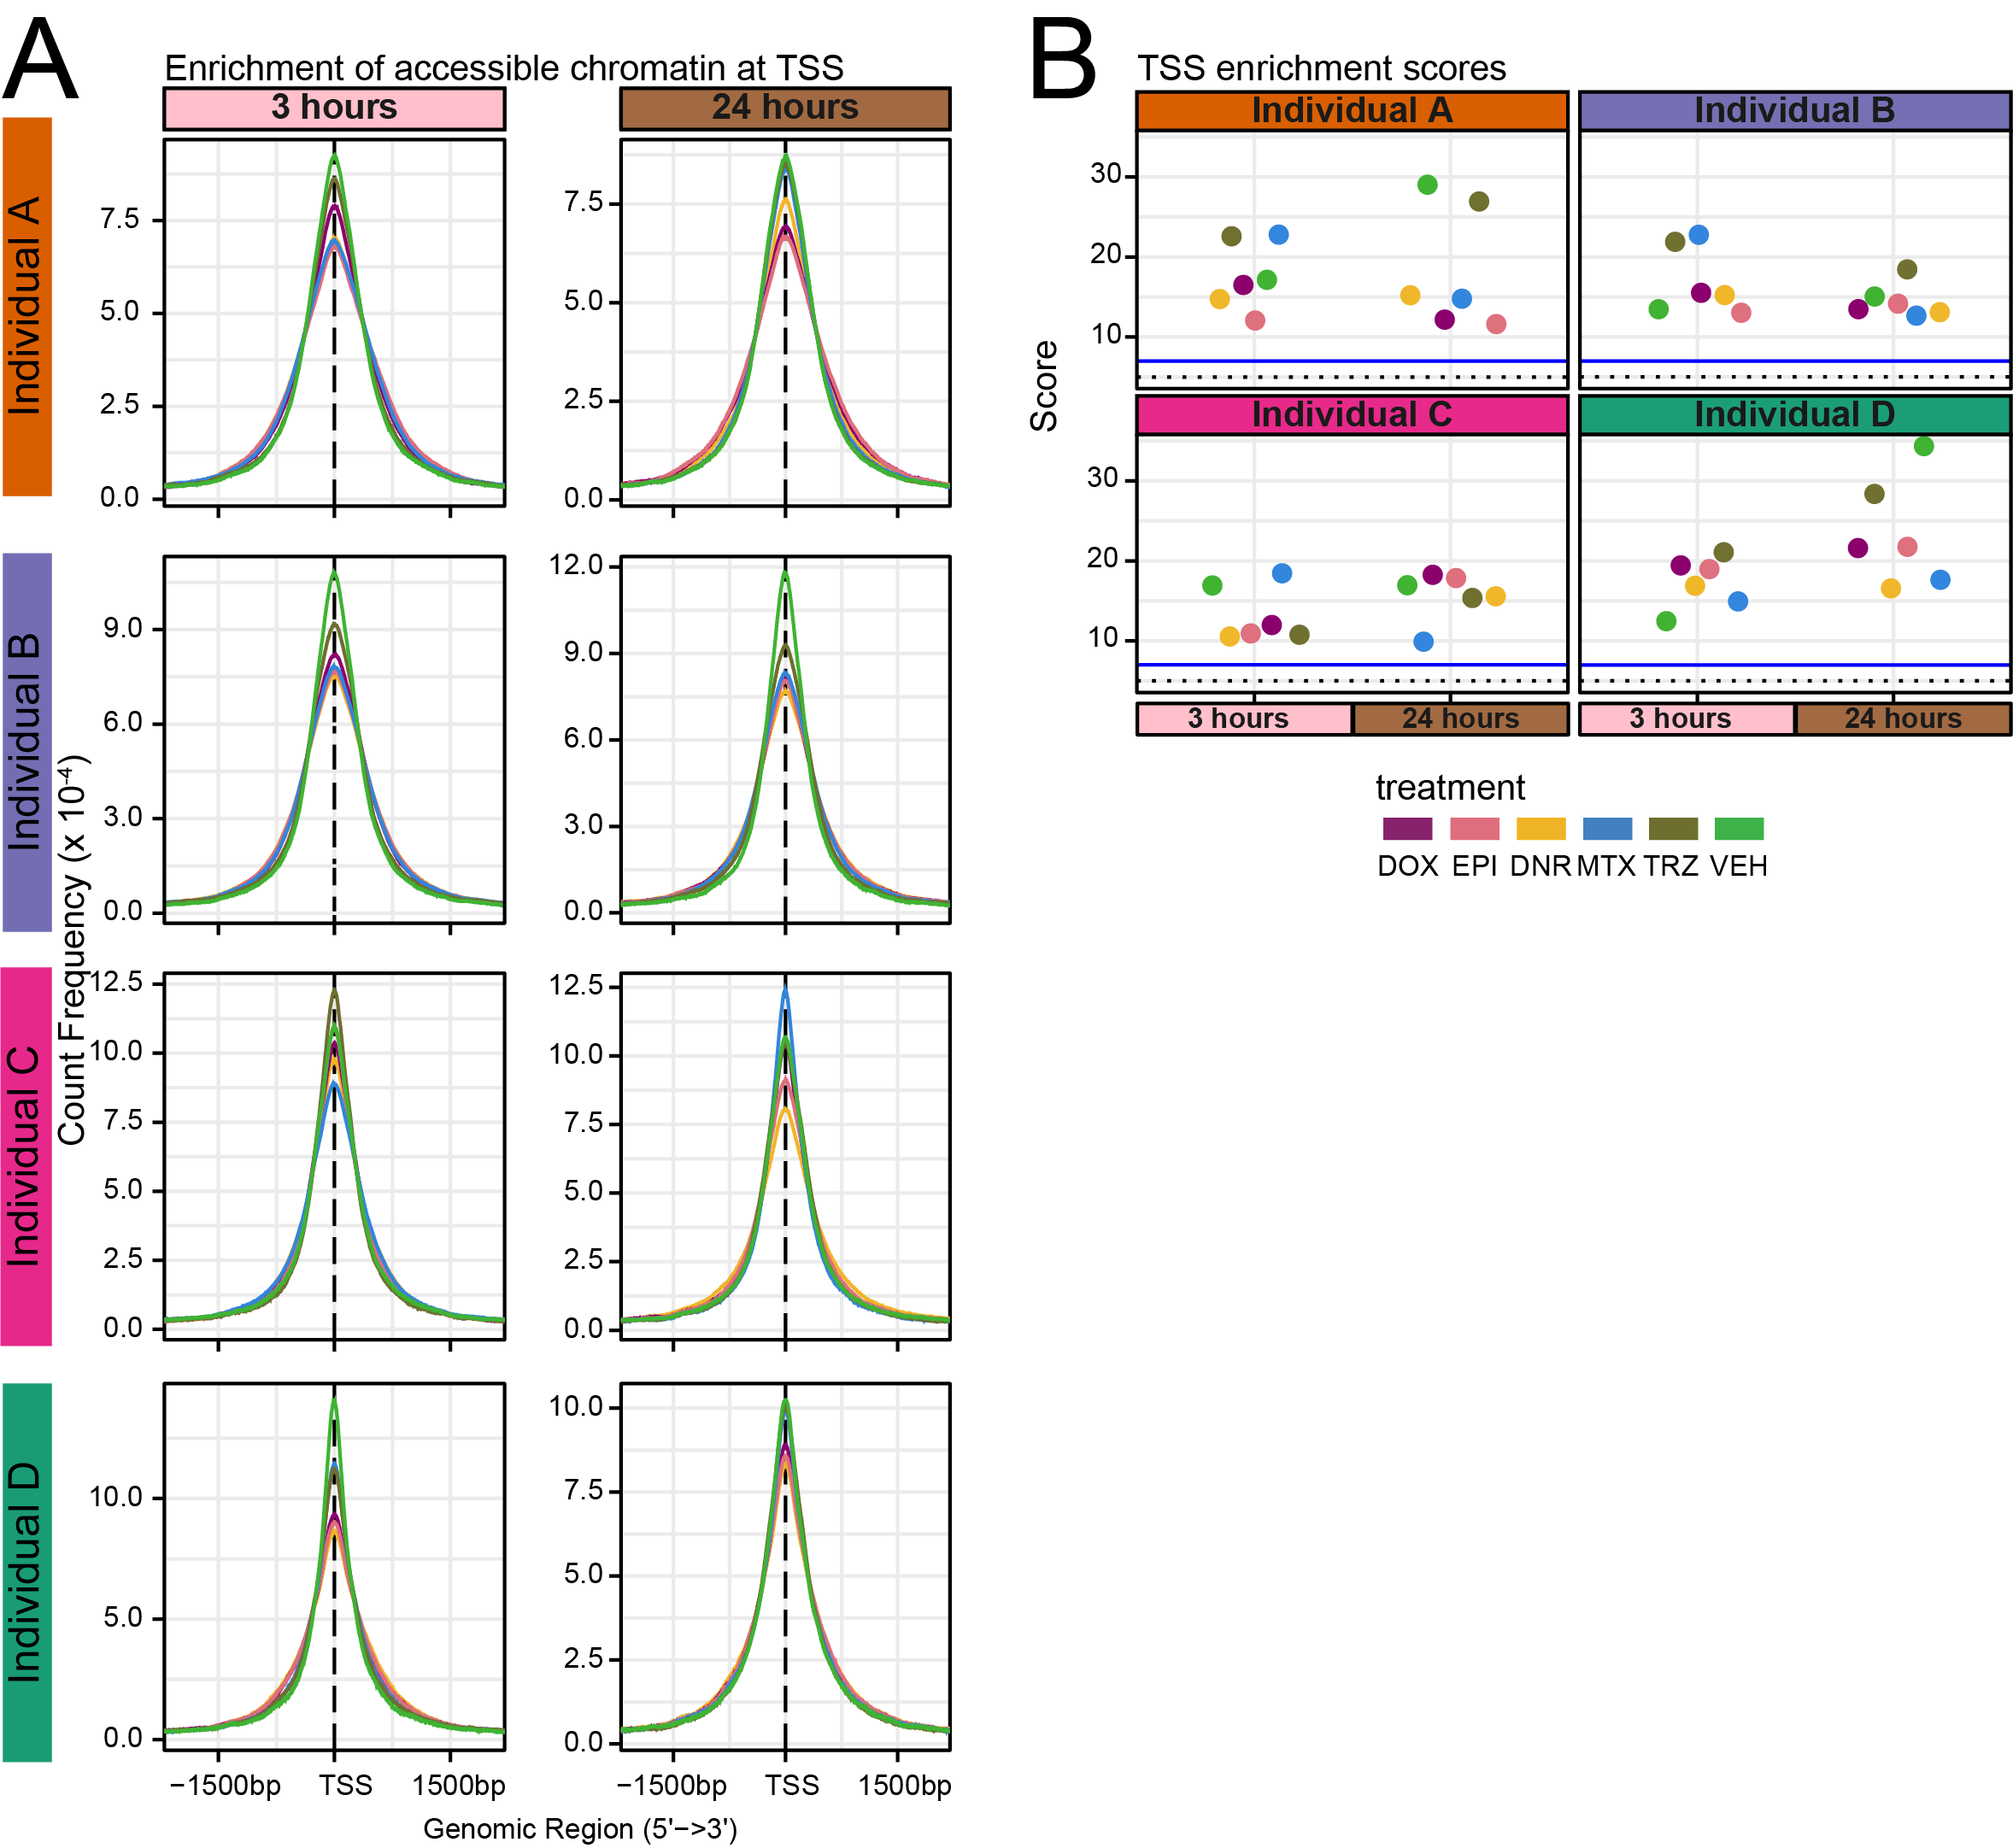 A
Enrichment of accessible chromatin at TSS
3 hours
24 hours
Individual A
7.5
5.0
2.5
0.0
7.5
5.0
2.5
0.0
Individual B
9.0
6.0
3.0
0.0
12.0
9.0
6.0
3.0
0.0
Count Frequency (x 10-4)
Individual C
12.5
10.0
7.5
5.0
2.5
0.0
12.5
10.0
7.5
5.0
2.5
0.0
Individual D
10.0
5.0
0.0
10.0
7.5
5.0
2.5
0.0
−1500bp TSS 1500bp
−1500bp TSS 1500bp
Genomic Region (5'−>3')
B
TSS enrichment scores
Individual A
Individual B
30
20
10
Score
Individual C
Individual D
30
20
10
3 hours
24 hours
3 hours
24 hours
treatment
DOX EPI DNR MTX TRZ VEH